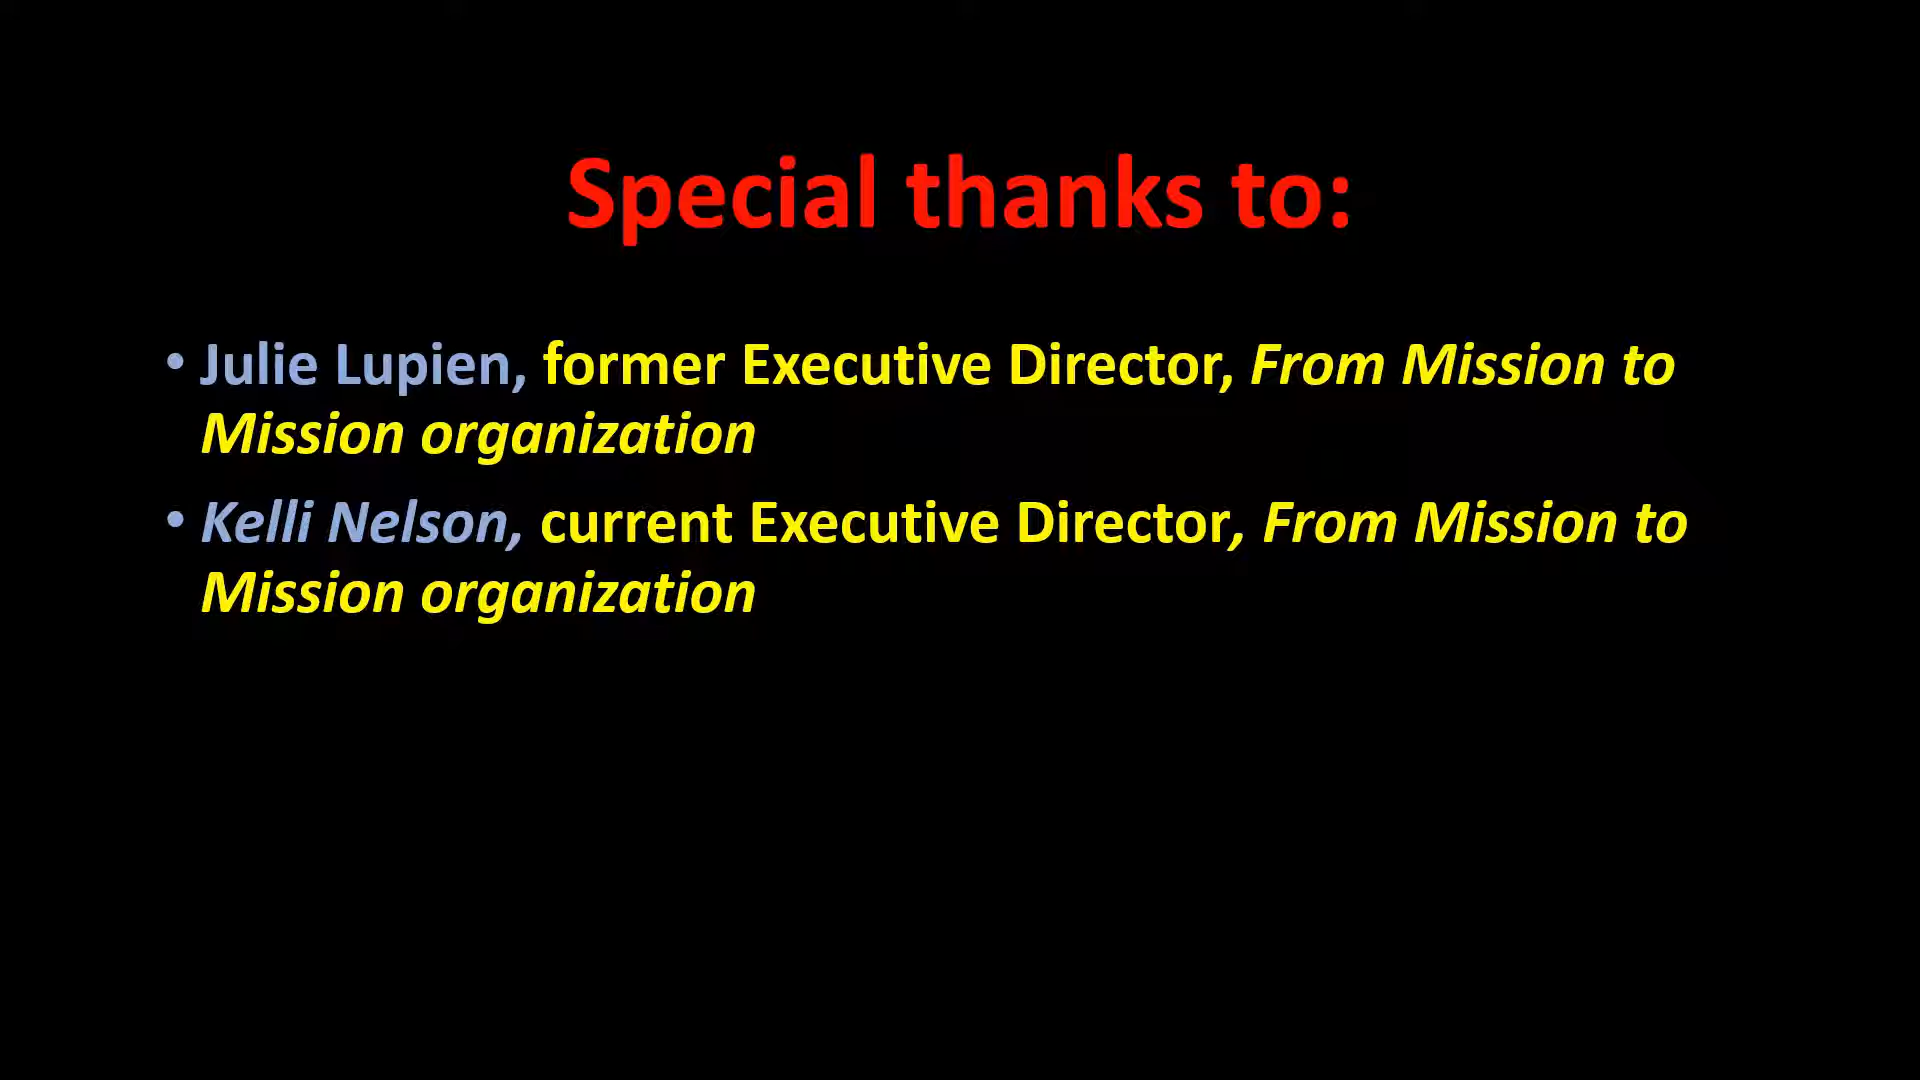 Special thanks to:
• Julie Lupien, former Executive Director, From Mission to
Mission organization
• Kelli Nelson, current Executive Director, From Mission to
Mission organization